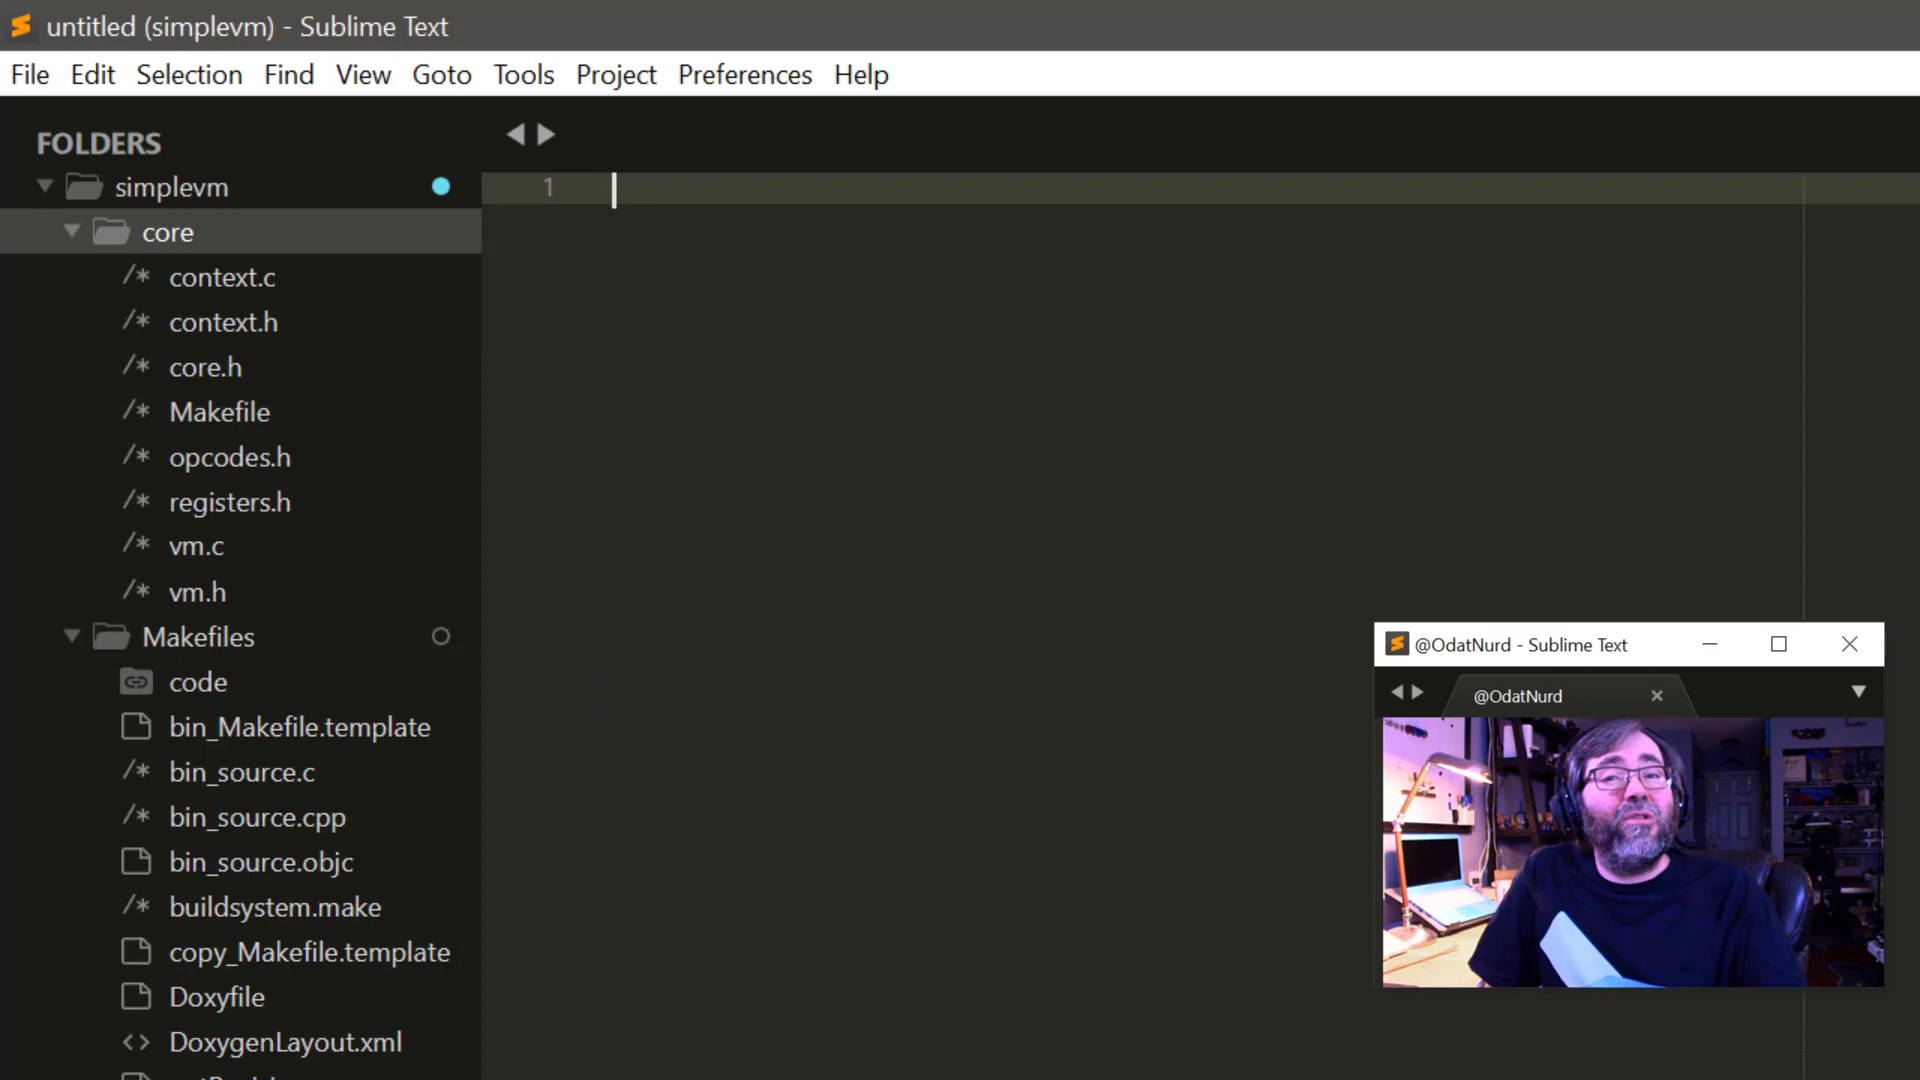 untitled (simplevm) - Sublime Text
File Edit Selection Find View Goto Tools Project Preferences Help
FOLDERS
simplevm
core
/* context.c
/* context.h
/* core.h
/* Makefile
/* opcodes.h
/* registers.h
/* vm.c
/* vm.h
Makefiles
code
bin_Makefile.template
/* bin_source.c
/* bin_source.cpp
bin_source.objc
/* buildsystem.make
copy_Makefile.template
Doxyfile
<> DoxygenLayout.xml
1
@OdatNurd - Sublime Text
@OdatNurd